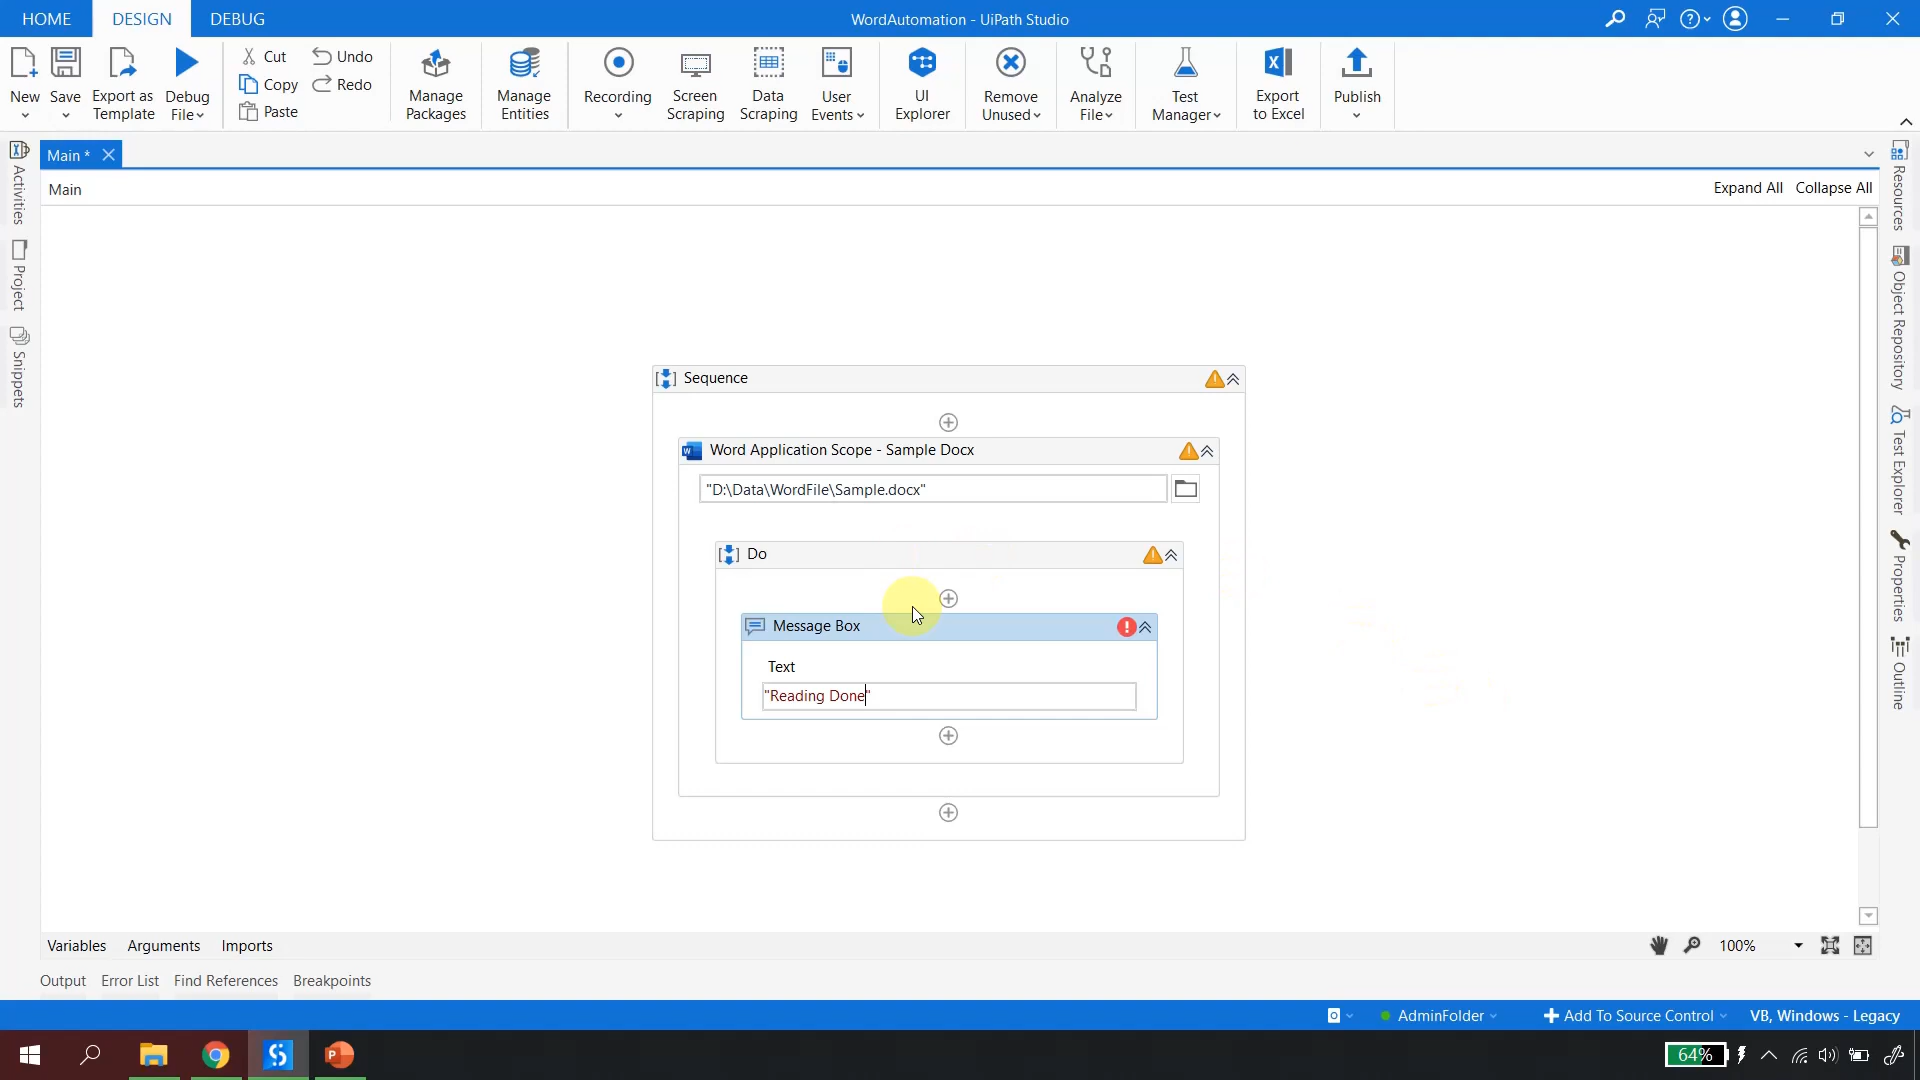 HOME DESIGN DEBUG
WordAutomation - UiPath Studio
New
Save
Export as Template
Debug File
Cut
Copy
Paste
Undo
Redo
Manage Packages
Manage Entities
Recording
Screen Scraping
Data Scraping
User Events
UI Explorer
Remove Unused
Analyze File
Test Manager
Export to Excel
Publish
Main *
Main
Expand All Collapse All
Activities
Project
Snippets
Resources
Object Repository
Test Explorer
Properties
Outline
Sequence
Word Application Scope - Sample Docx
"D:\Data\WordFile\Sample.docx"
Do
Message Box
Text
"Reading Done"
Variables Arguments Imports
100%
Output Error List Find References Breakpoints
AdminFolder
Add To Source Control
VB, Windows - Legacy
64%